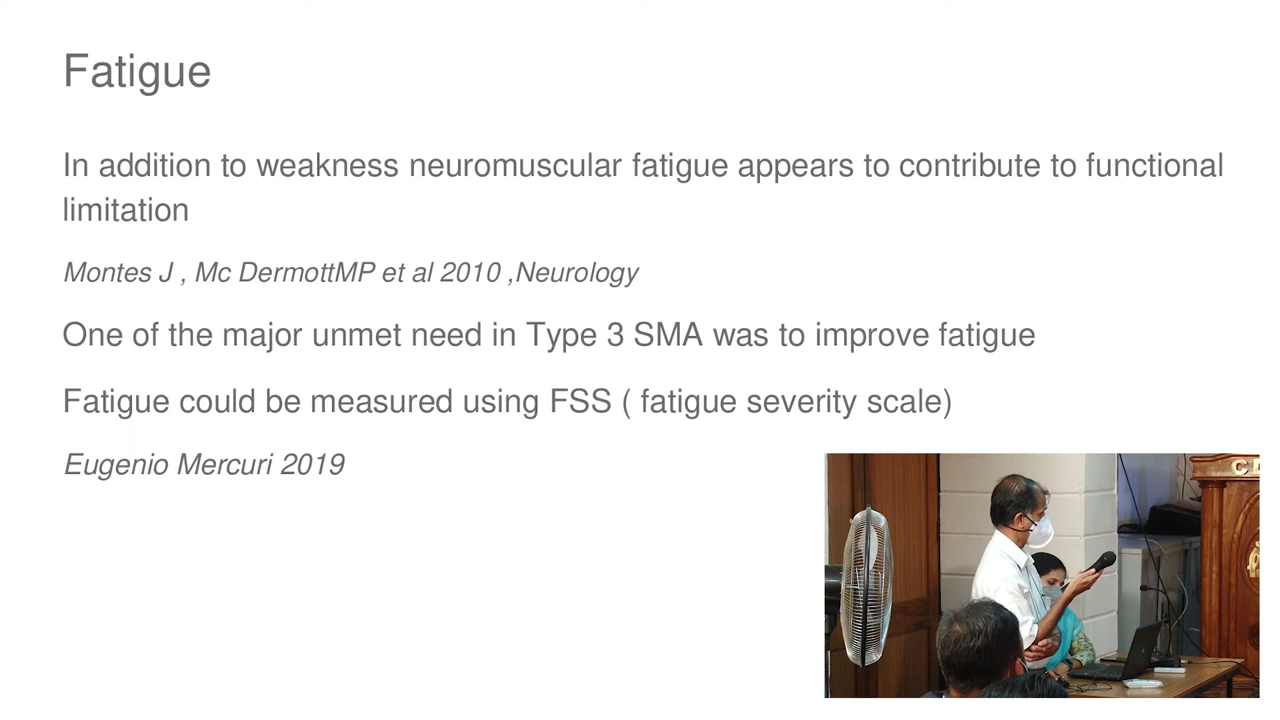 Fatigue
In addition to weakness neuromuscular fatigue appears to contribute to functional
limitation
Montes J , Mc DermottMP et al 2010 ,Neurology
One of the major unmet need in Type 3 SMA was to improve fatigue
Fatigue could be measured using FSS ( fatigue severity scale)
Eugenio Mercuri 2019